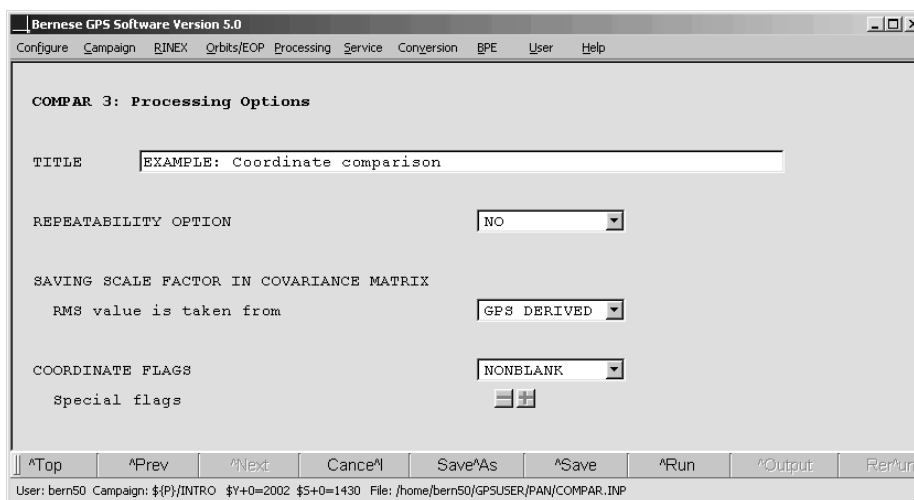 Bernese GPS Software Version 5.0
Configure Campaign RINEX Orbits/EOP Processing Service Conversion BPE User Help
COMPAR 3: Processing Options
TITLE EXAMPLE: Coordinate comparison
REPEATABILITY OPTION NO
SAVING SCALE FACTOR IN COVARIANCE MATRIX
RMS value is taken from GPS DERIVED
COORDINATE FLAGS NONBLANK
Special flags
^Top ^Prev ^Next Cance^l Save^As ^Save ^Run ^Output Rer^un
User: bern50 Campaign: ${P}/INTRO $Y+0=2002 $S+0=1430 File: /home/bern50/GPSUSER/PAN/COMPAR.INP